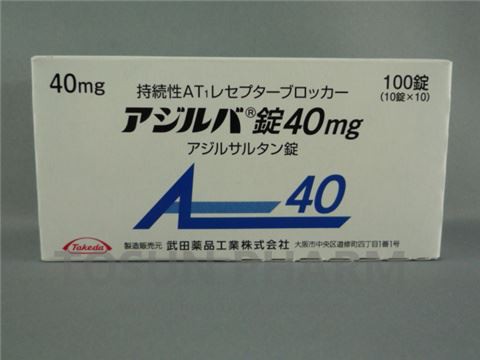 40mg
持続性AT₁レセプターブロッカー
100錠
(10錠×10)
アジルバ®錠40mg
アジルサルタン錠
40
Takeda
製造販売元 武田薬品工業株式会社 大阪市中央区道修町四丁目1番1号
TOSUN PHARM